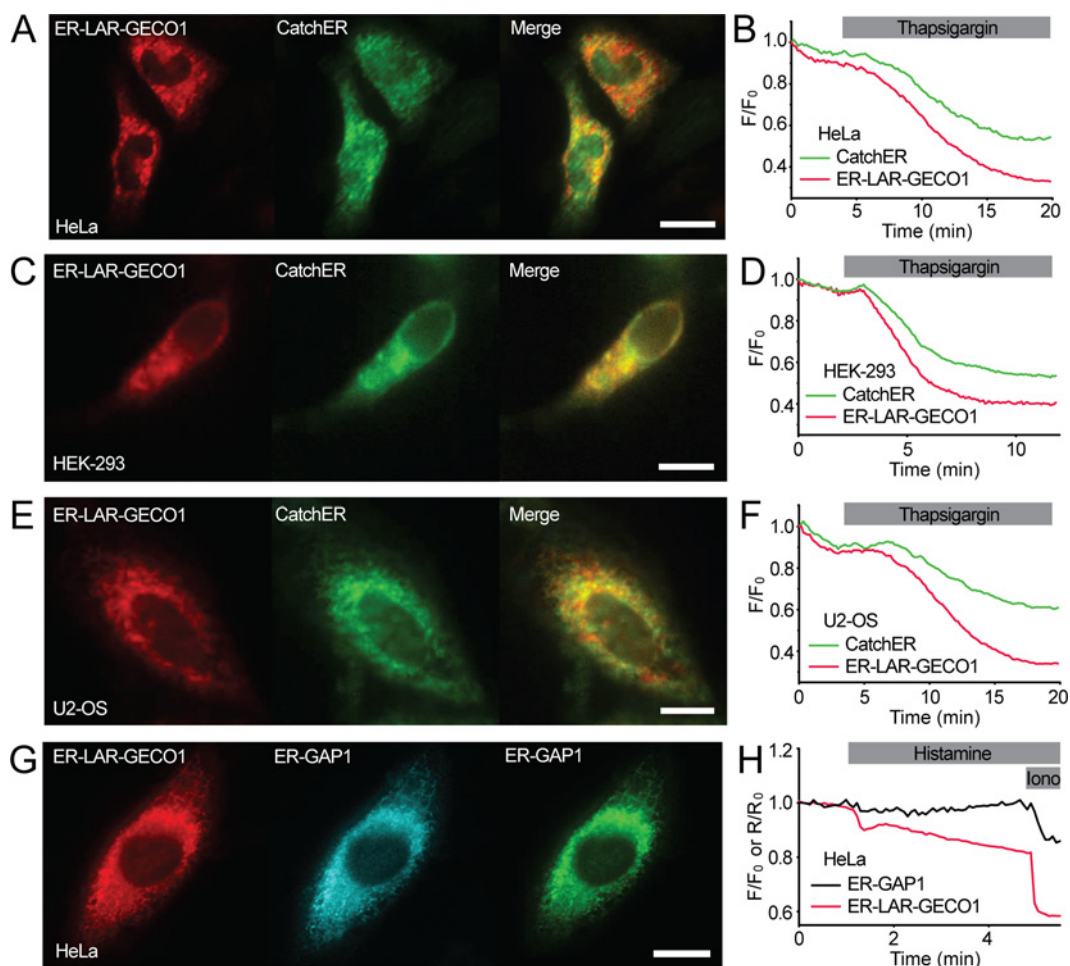 A
ER-LAR-GECO1 CatchER Merge
HeLa
B
Thapsigargin
1.0
0.8
0.6
0.4
F/F0
HeLa
CatchER
ER-LAR-GECO1
0 5 10 15 20
Time (min)
C
ER-LAR-GECO1 CatchER Merge
HEK-293
D
Thapsigargin
1.0
0.8
0.6
0.4
F/F0
HEK-293
CatchER
ER-LAR-GECO1
0 5 10
Time (min)
E
ER-LAR-GECO1 CatchER Merge
U2-OS
F
Thapsigargin
1.0
0.8
0.6
0.4
F/F0
U2-OS
CatchER
ER-LAR-GECO1
0 5 10 15 20
Time (min)
G
ER-LAR-GECO1 ER-GAP1 ER-GAP1
HeLa
H
1.2
Histamine
Iono
1.0
0.8
0.6
F/F0 or R/R0
HeLa
ER-GAP1
ER-LAR-GECO1
0 2 4
Time (min)